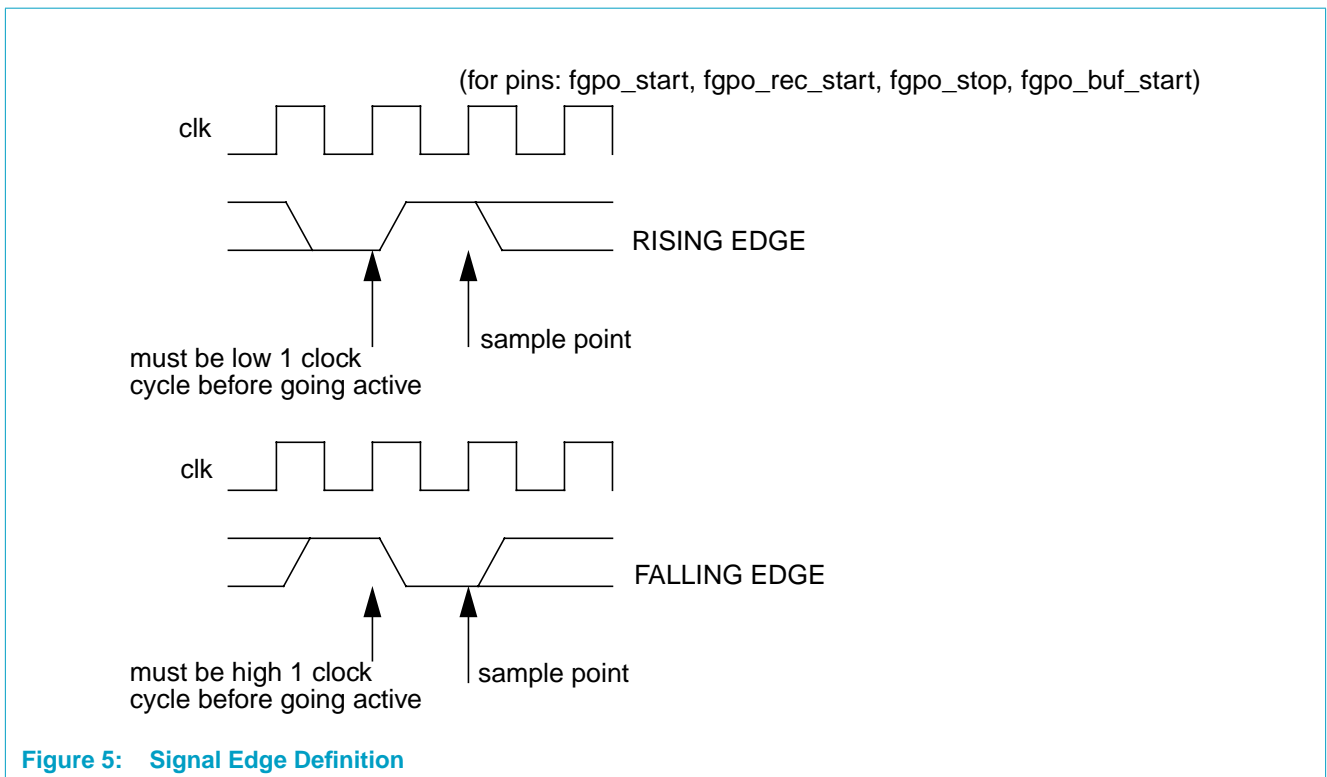 (for pins: fgpo_start, fgpo_rec_start, fgpo_stop, fgpo_buf_start)
clk
RISING EDGE
sample point
must be low 1 clock
cycle before going active
clk
FALLING EDGE
must be high 1 clock
cycle before going active
sample point
Figure 5: Signal Edge Definition